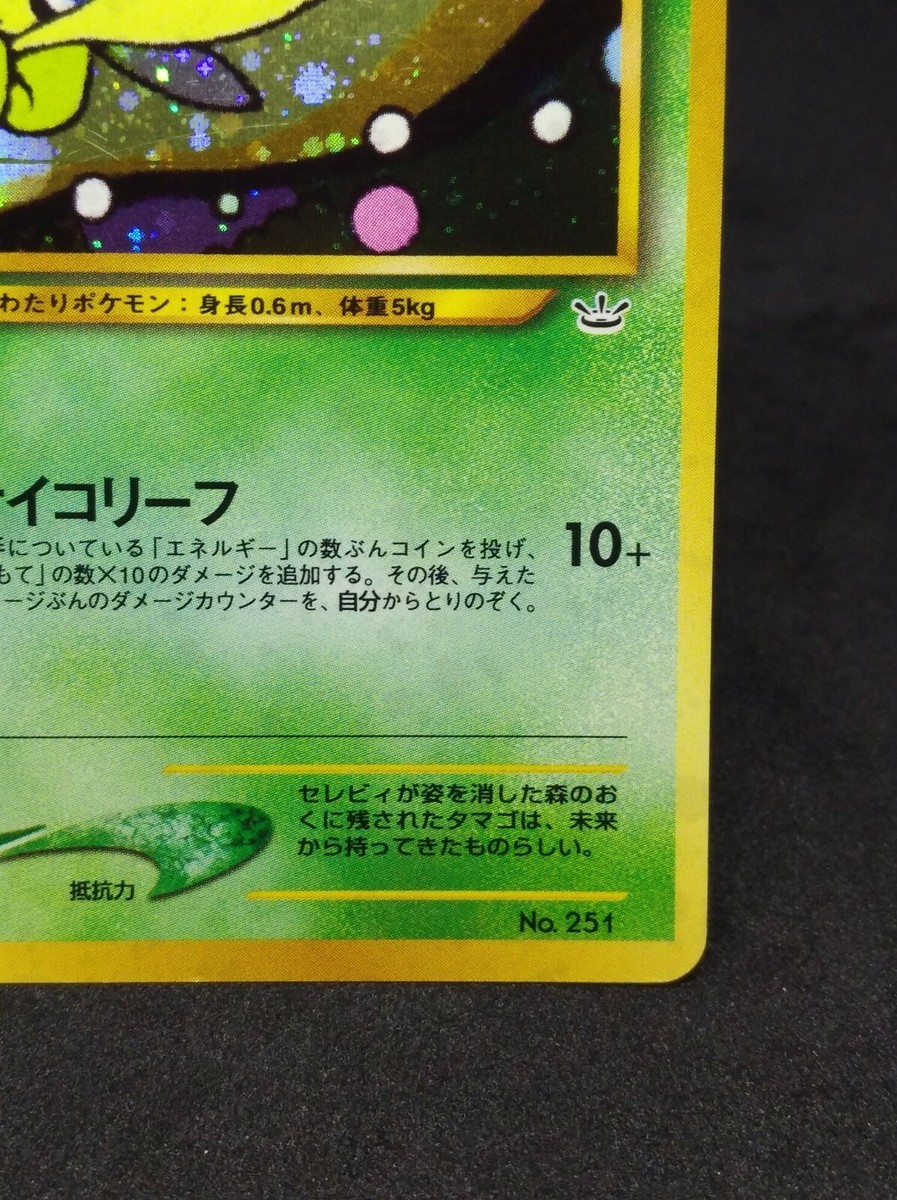 わたりポケモン：身長0.6m、体重5kg
イコリーフ
についている「エネルギー」の数ぶんコインを投げ、
10+
もて」の数×10のダメージを追加する。その後、与えた
ージぶんのダメージカウンターを、自分からとりのぞく。
セレビィが姿を消した森のお
くに残されたタマゴは、未来
から持ってきたものらしい。
抵抗力
No. 251